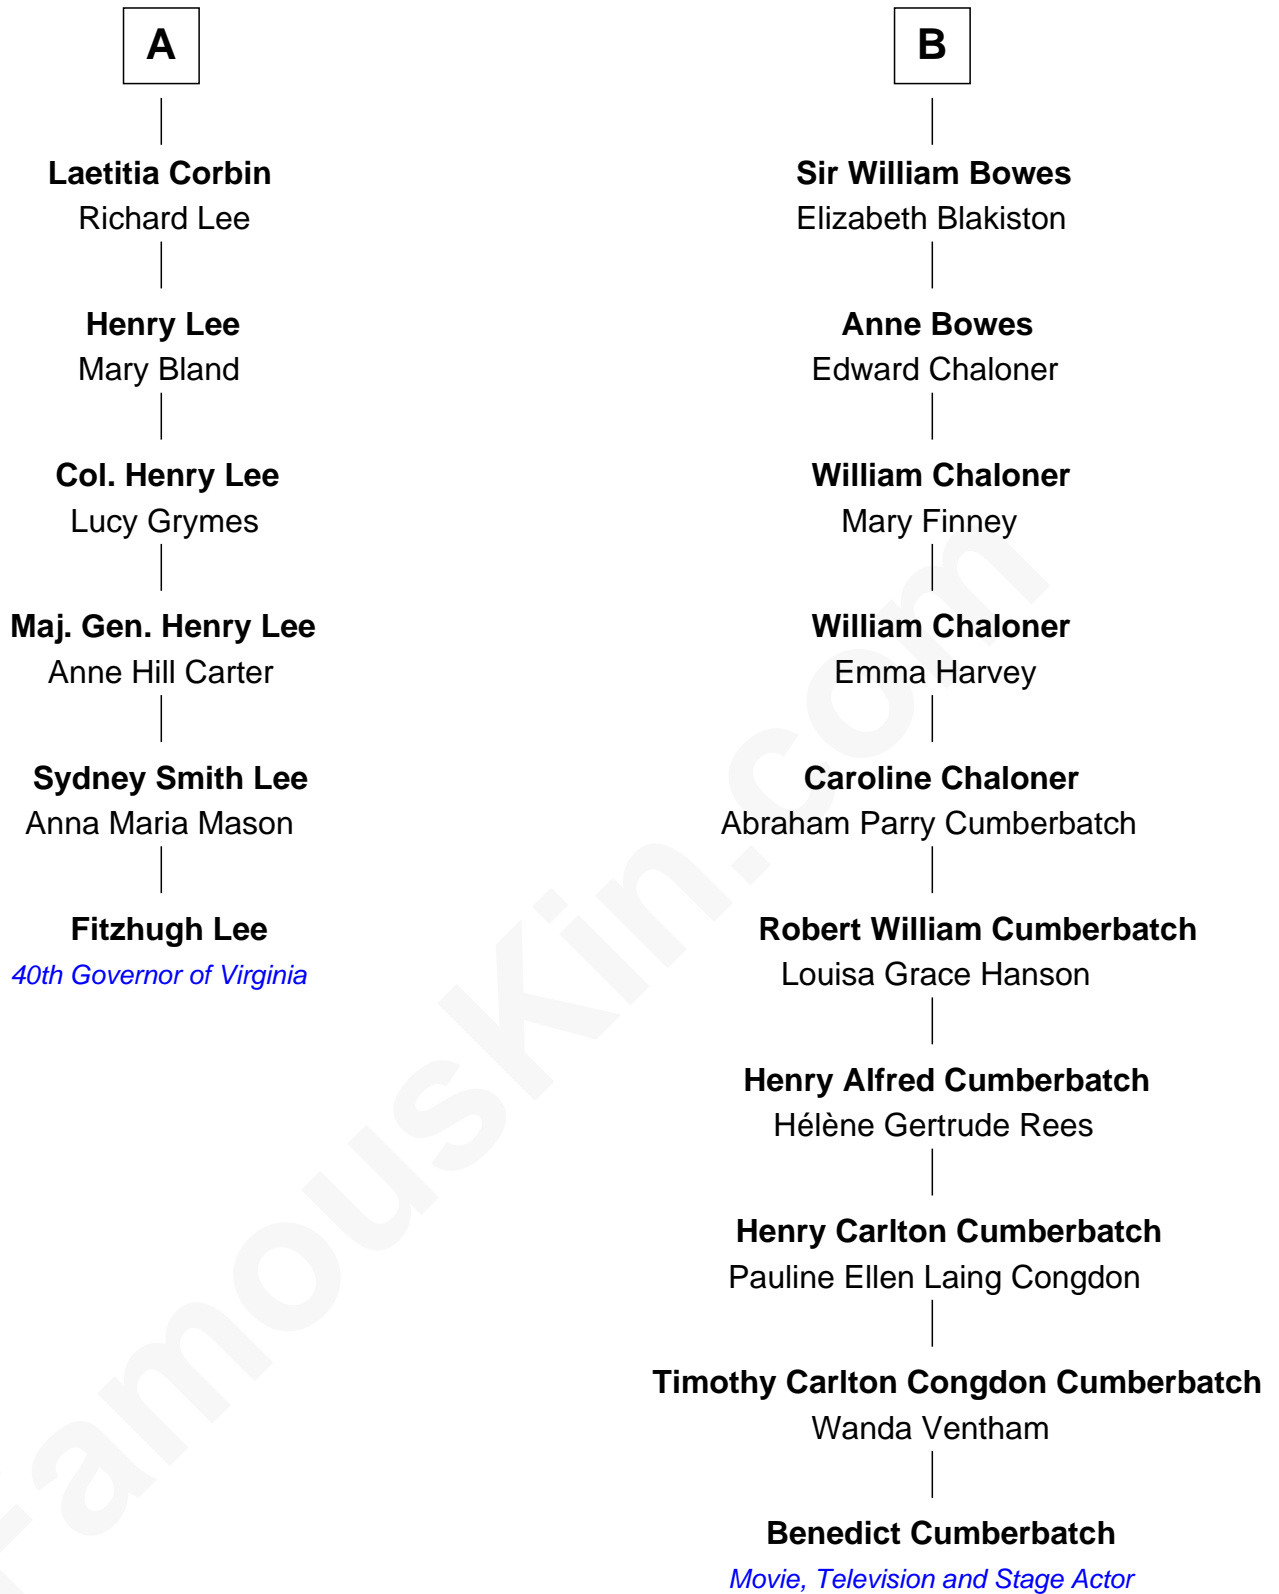 A
Laetitia Corbin
Richard Lee
Henry Lee
Mary Bland
Col. Henry Lee
Lucy Grymes
Maj. Gen. Henry Lee
Anne Hill Carter
Sydney Smith Lee
Anna Maria Mason
Fitzhugh Lee
40th Governor of Virginia
B
Sir William Bowes
Elizabeth Blakiston
Anne Bowes
Edward Chaloner
William Chaloner
Mary Finney
William Chaloner
Emma Harvey
Caroline Chaloner
Abraham Parry Cumberbatch
Robert William Cumberbatch
Louisa Grace Hanson
Henry Alfred Cumberbatch
Hélène Gertrude Rees
Henry Carlton Cumberbatch
Pauline Ellen Laing Congdon
Timothy Carlton Congdon Cumberbatch
Wanda Ventham
Benedict Cumberbatch
Movie, Television and Stage Actor
FamousKin.com